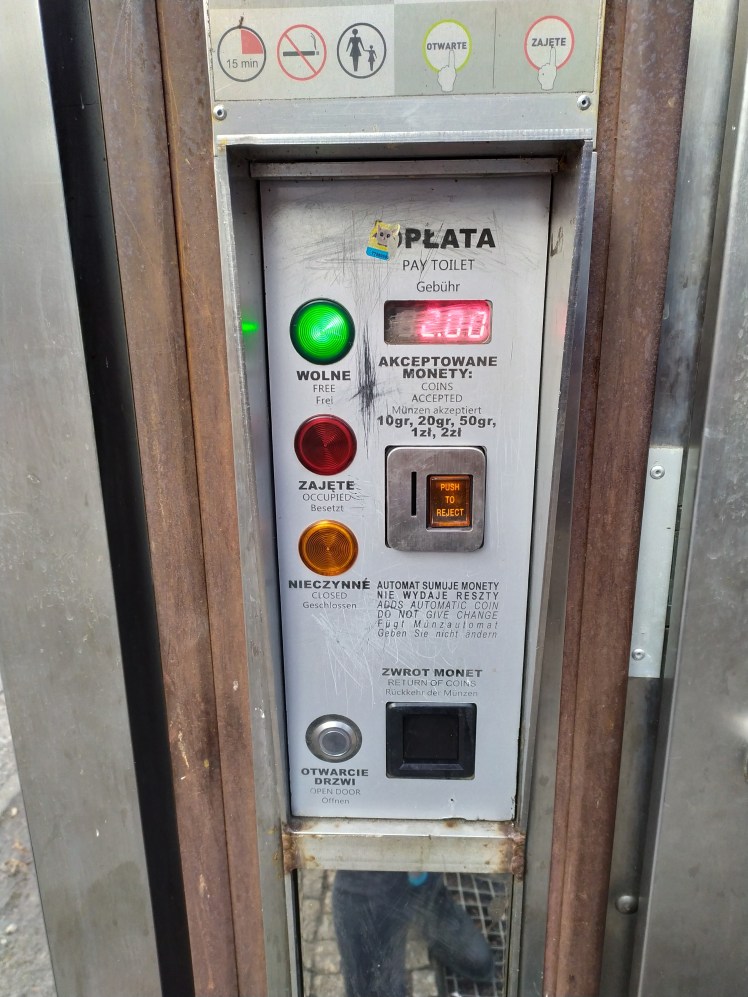 15 min
OTWARTE
ZAJĘTE
OPŁATA
PAY TOILET
Gebühr
2.00
WOLNE
FREE
Frei
AKCEPTOWANE
MONETY:
COINS
ACCEPTED
Münzen akzeptiert
10gr, 20gr, 50gr,
1zł, 2zł
ZAJĘTE
OCCUPIED
Besetzt
PUSH
TO
REJECT
NIECZYNNE
CLOSED
Geschlossen
AUTOMAT SUMUJE MONETY
NIE WYDAJE RESZTY
ADDS AUTOMATIC COIN
DO NOT GIVE CHANGE
Fügt Münzautomat
Geben Sie nicht ändern
ZWROT MONET
RETURN OF COINS
Rückkehr der Münzen
OTWARCIE
DRZWI
OPEN DOOR
Offnen